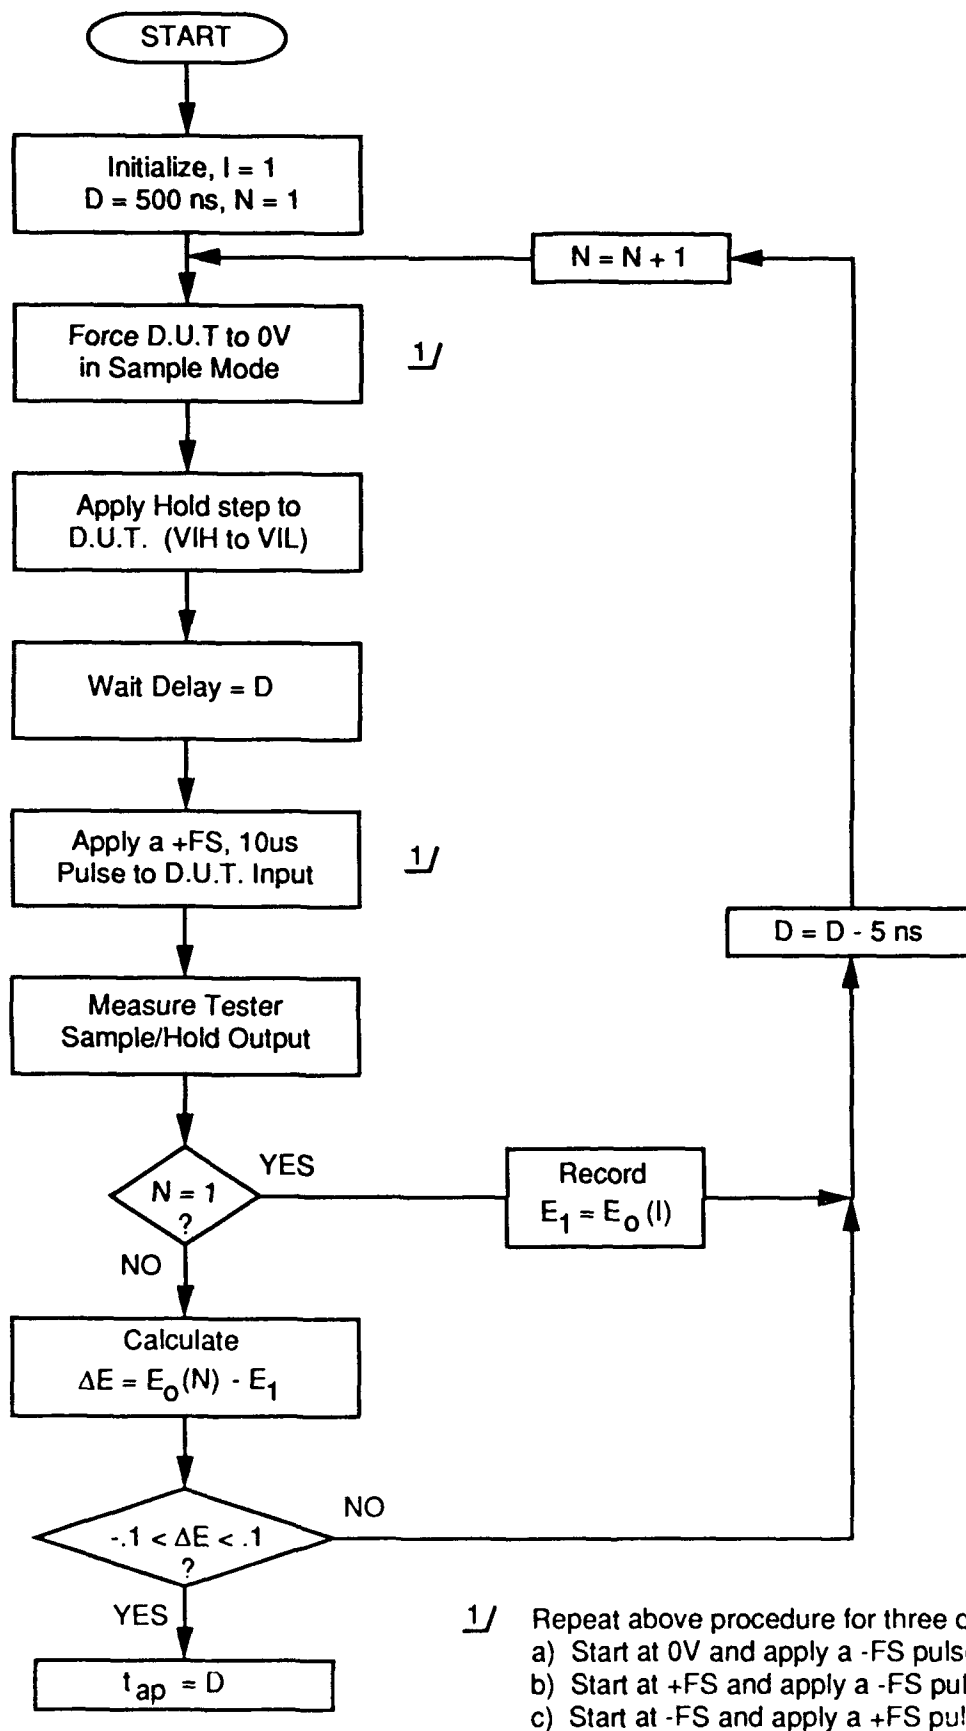 START
Initialize, I = 1
D = 500 ns, N = 1
N = N + 1
Force D.U.T to 0V
in Sample Mode
1/
Apply Hold step to
D.U.T. (VIH to VIL)
Wait Delay = D
Apply a +FS, 10us
Pulse to D.U.T. Input
1/
D = D - 5 ns
Measure Tester
Sample/Hold Output
N = 1
?
YES
Record
E1 = Eo (I)
NO
Calculate
ΔE = Eo(N) - E1
-.1 < ΔE < .1
?
NO
YES
tap = D
1/ Repeat above procedure for three
a) Start at 0V and apply a -FS
b) Start at +FS and apply a -FS
c) Start at -FS and apply a +FS